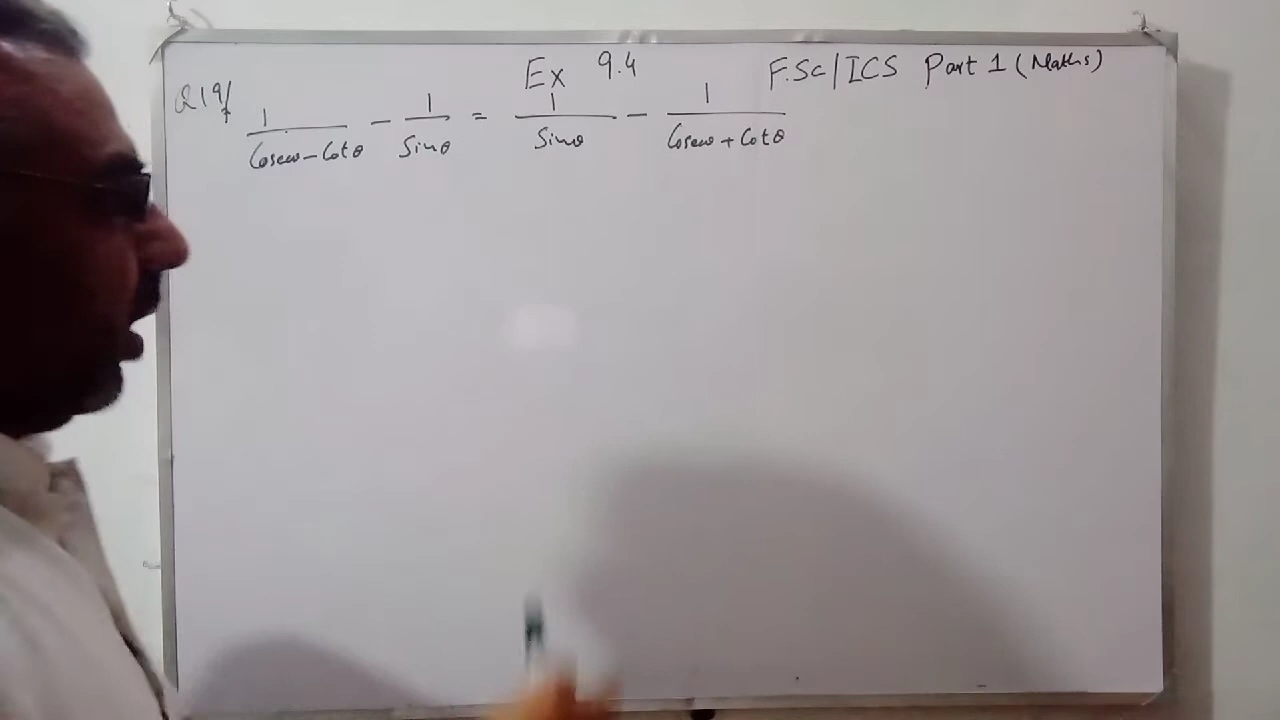 Ex 9.4 F.Sc/ICS Part 1 (Maths)
Q19/ 1/(Cosecθ - Cotθ) - 1/Sinθ = 1/Sinθ - 1/(Cosecθ + Cotθ)